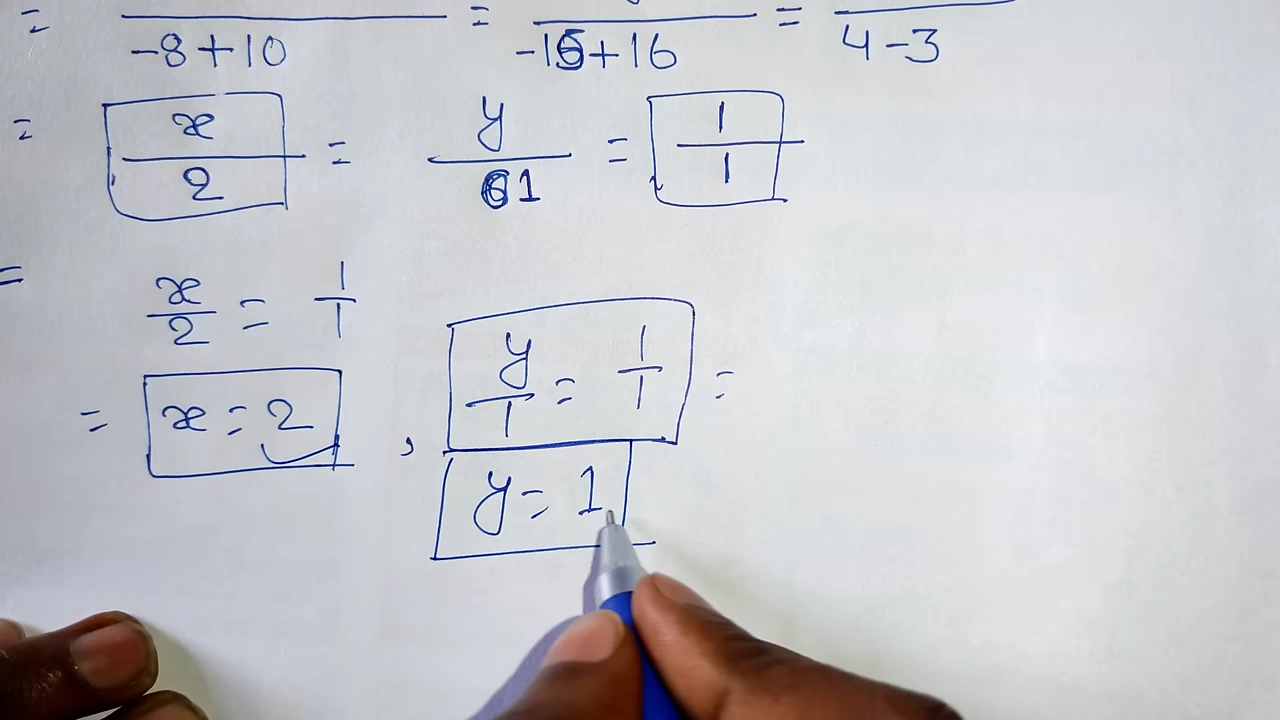 = / -8+10 = / -15+16 = / 4-3
= x/2 = y/1 = 1/1
= x/2 = 1/1
y/1 = 1/1 =
= x = 2 ,
y = 1